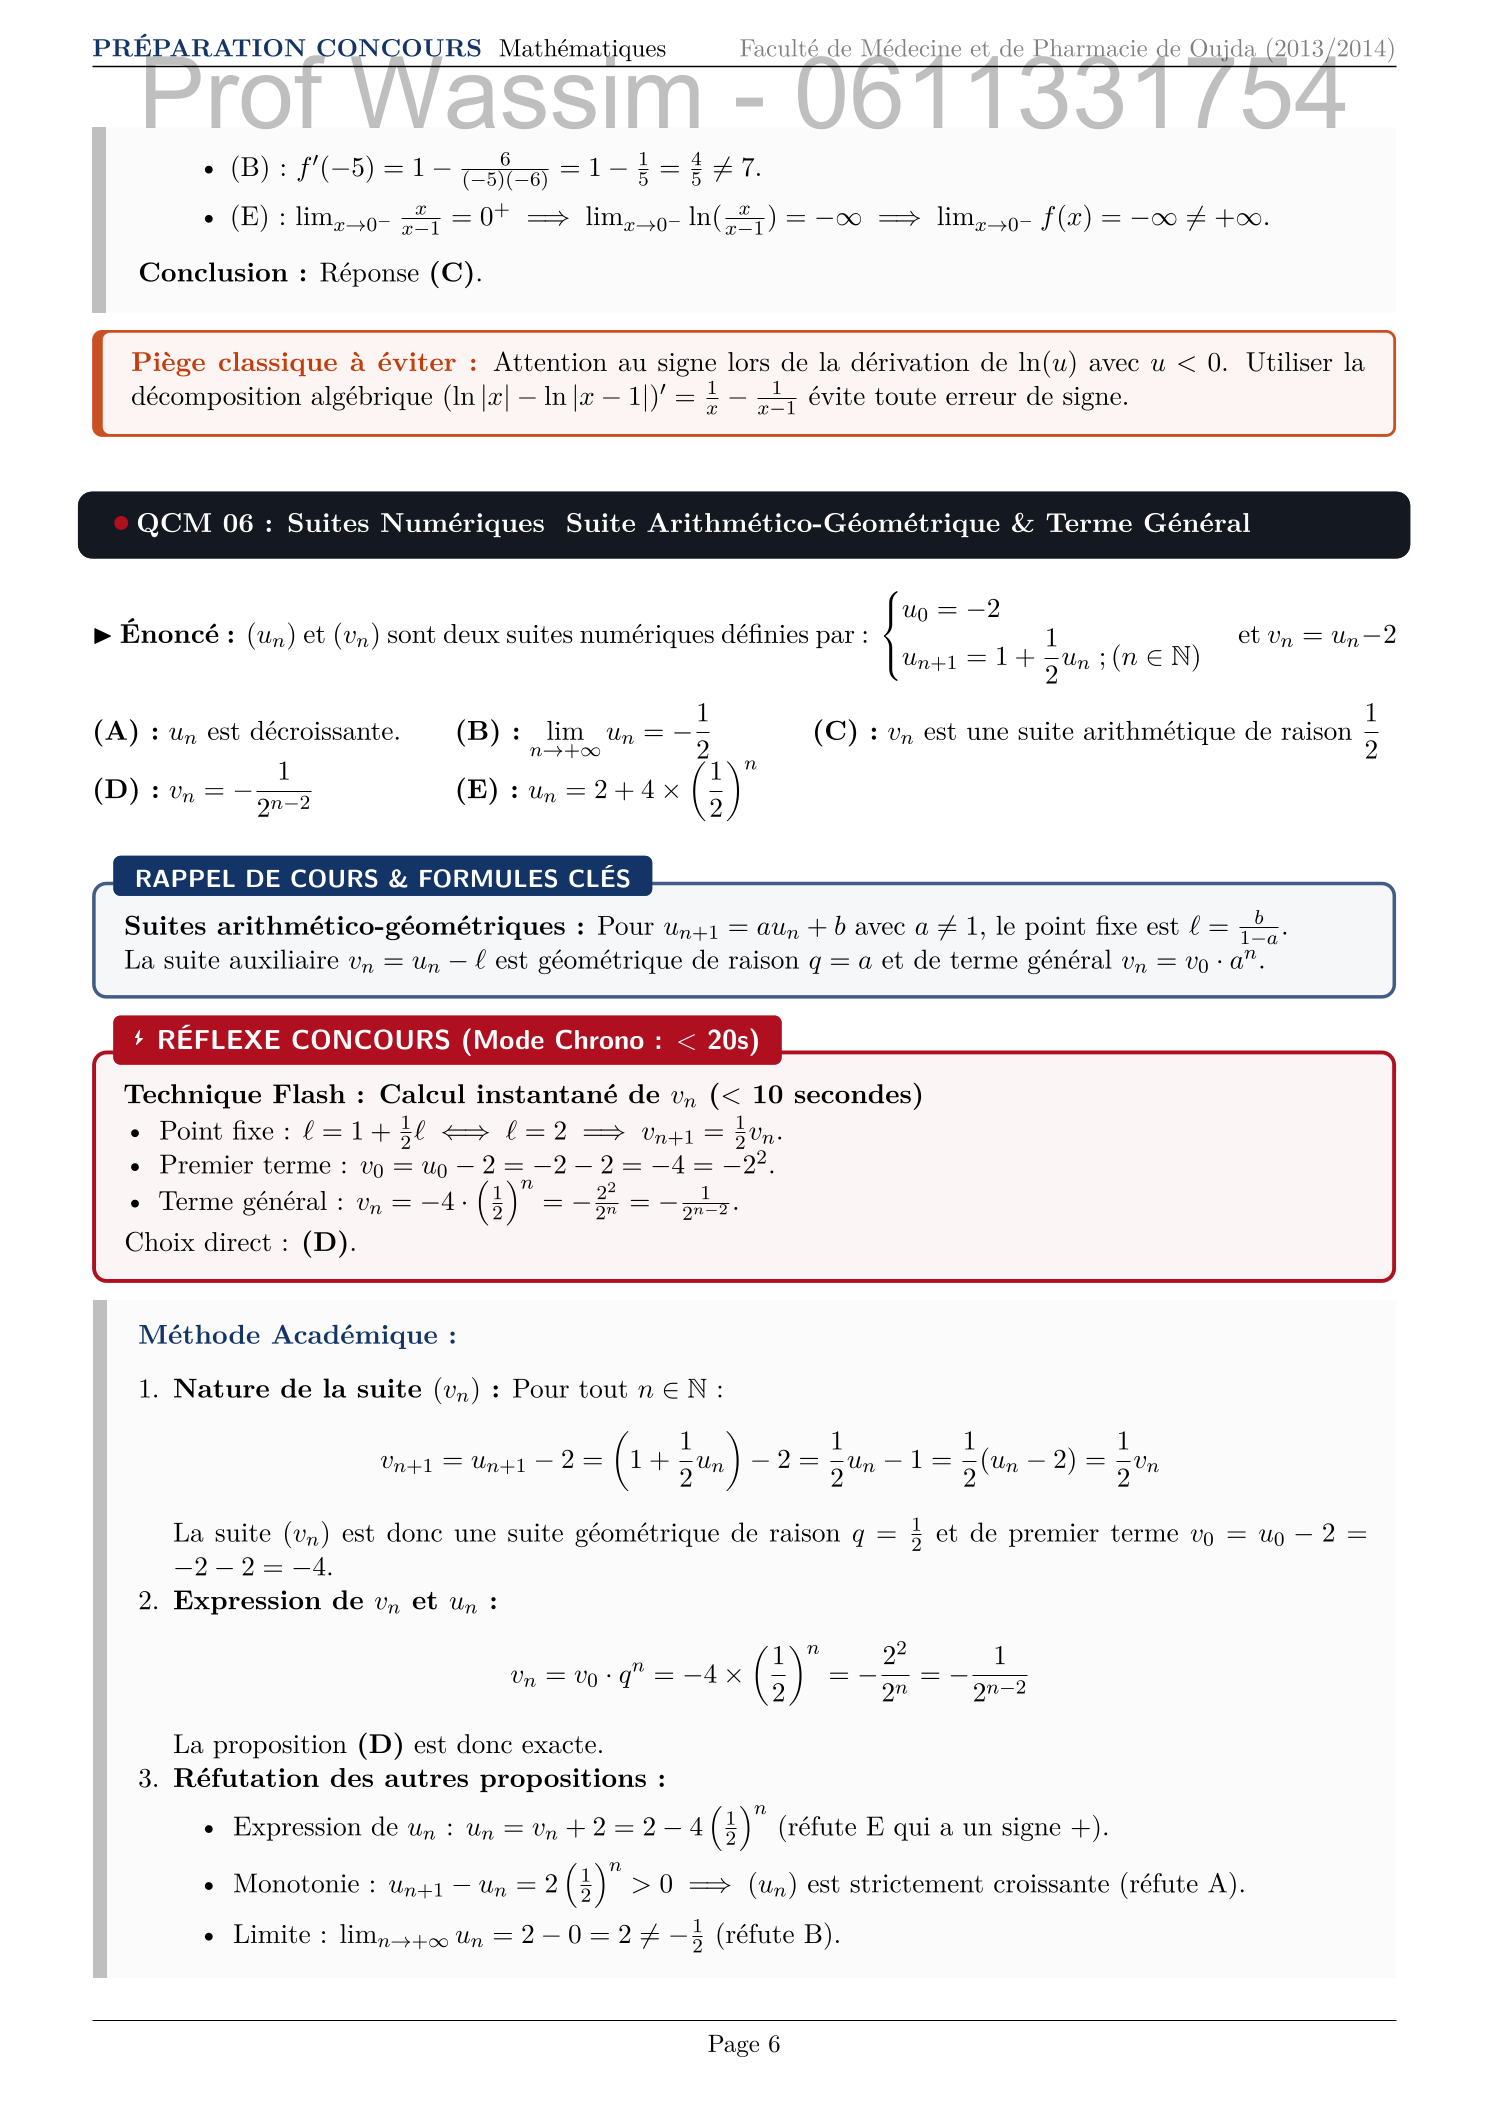 PRÉPARATION CONCOURS Mathématiques Faculté de Médecine et de Pharmacie de Oujda (2013/2014)
Prof Wassim - 0611331754
• (B) : f′(−5) = 1 − 6/((−5)(−6)) = 1 − 1/5 = 4/5 ≠ 7.
• (E) : lim_{x→0⁻} x/(x−1) = 0⁺ ⟹ lim_{x→0⁻} ln(x/(x−1)) = −∞ ⟹ lim_{x→0⁻} f(x) = −∞ ≠ +∞.
Conclusion : Réponse (C).
Piège classique à éviter : Attention au signe lors de la dérivation de ln(u) avec u < 0. Utiliser la
décomposition algébrique (ln |x| − ln |x − 1|)′ = 1/x − 1/(x−1) évite toute erreur de signe.
• QCM 06 : Suites Numériques Suite Arithmético-Géométrique & Terme Général
▶ Énoncé : (u_n) et (v_n) sont deux suites numériques définies par : { u_0 = −2 ; u_{n+1} = 1 + 1/2 u_n ; (n ∈ ℕ) et v_n = u_n−2
(A) : u_n est décroissante. (B) : lim_{n→+∞} u_n = −1/2 (C) : v_n est une suite arithmétique de raison 1/2
(D) : v_n = −1/2^{n−2} (E) : u_n = 2 + 4 × (1/2)^n
RAPPEL DE COURS & FORMULES CLÉS
Suites arithmético-géométriques : Pour u_{n+1} = au_n + b avec a ≠ 1, le point fixe est ℓ = b/(1−a).
La suite auxiliaire v_n = u_n − ℓ est géométrique de raison q = a et de terme général v_n = v_0 · a^n.
RÉFLEXE CONCOURS (Mode Chrono : < 20s)
Technique Flash : Calcul instantané de v_n (< 10 secondes)
• Point fixe : ℓ = 1 + 1/2 ℓ ⟺ ℓ = 2 ⟹ v_{n+1} = 1/2 v_n.
• Premier terme : v_0 = u_0 − 2 = −2 − 2 = −4 = −2².
• Terme général : v_n = −4 · (1/2)^n = −2²/2^n = −1/2^{n−2}.
Choix direct : (D).
Méthode Académique :
1. Nature de la suite (v_n) : Pour tout n ∈ ℕ :
v_{n+1} = u_{n+1} − 2 = (1 + 1/2 u_n) − 2 = 1/2 u_n − 1 = 1/2 (u_n − 2) = 1/2 v_n
La suite (v_n) est donc une suite géométrique de raison q = 1/2 et de premier terme v_0 = u_0 − 2 =
−2 − 2 = −4.
2. Expression de v_n et u_n :
v_n = v_0 · q^n = −4 × (1/2)^n = −2²/2^n = −1/2^{n−2}
La proposition (D) est donc exacte.
3. Réfutation des autres propositions :
• Expression de u_n : u_n = v_n + 2 = 2 − 4 (1/2)^n (réfute E qui a un signe +).
• Monotonie : u_{n+1} − u_n = 2 (1/2)^n > 0 ⟹ (u_n) est strictement croissante (réfute A).
• Limite : lim_{n→+∞} u_n = 2 − 0 = 2 ≠ −1/2 (réfute B).
Page 6